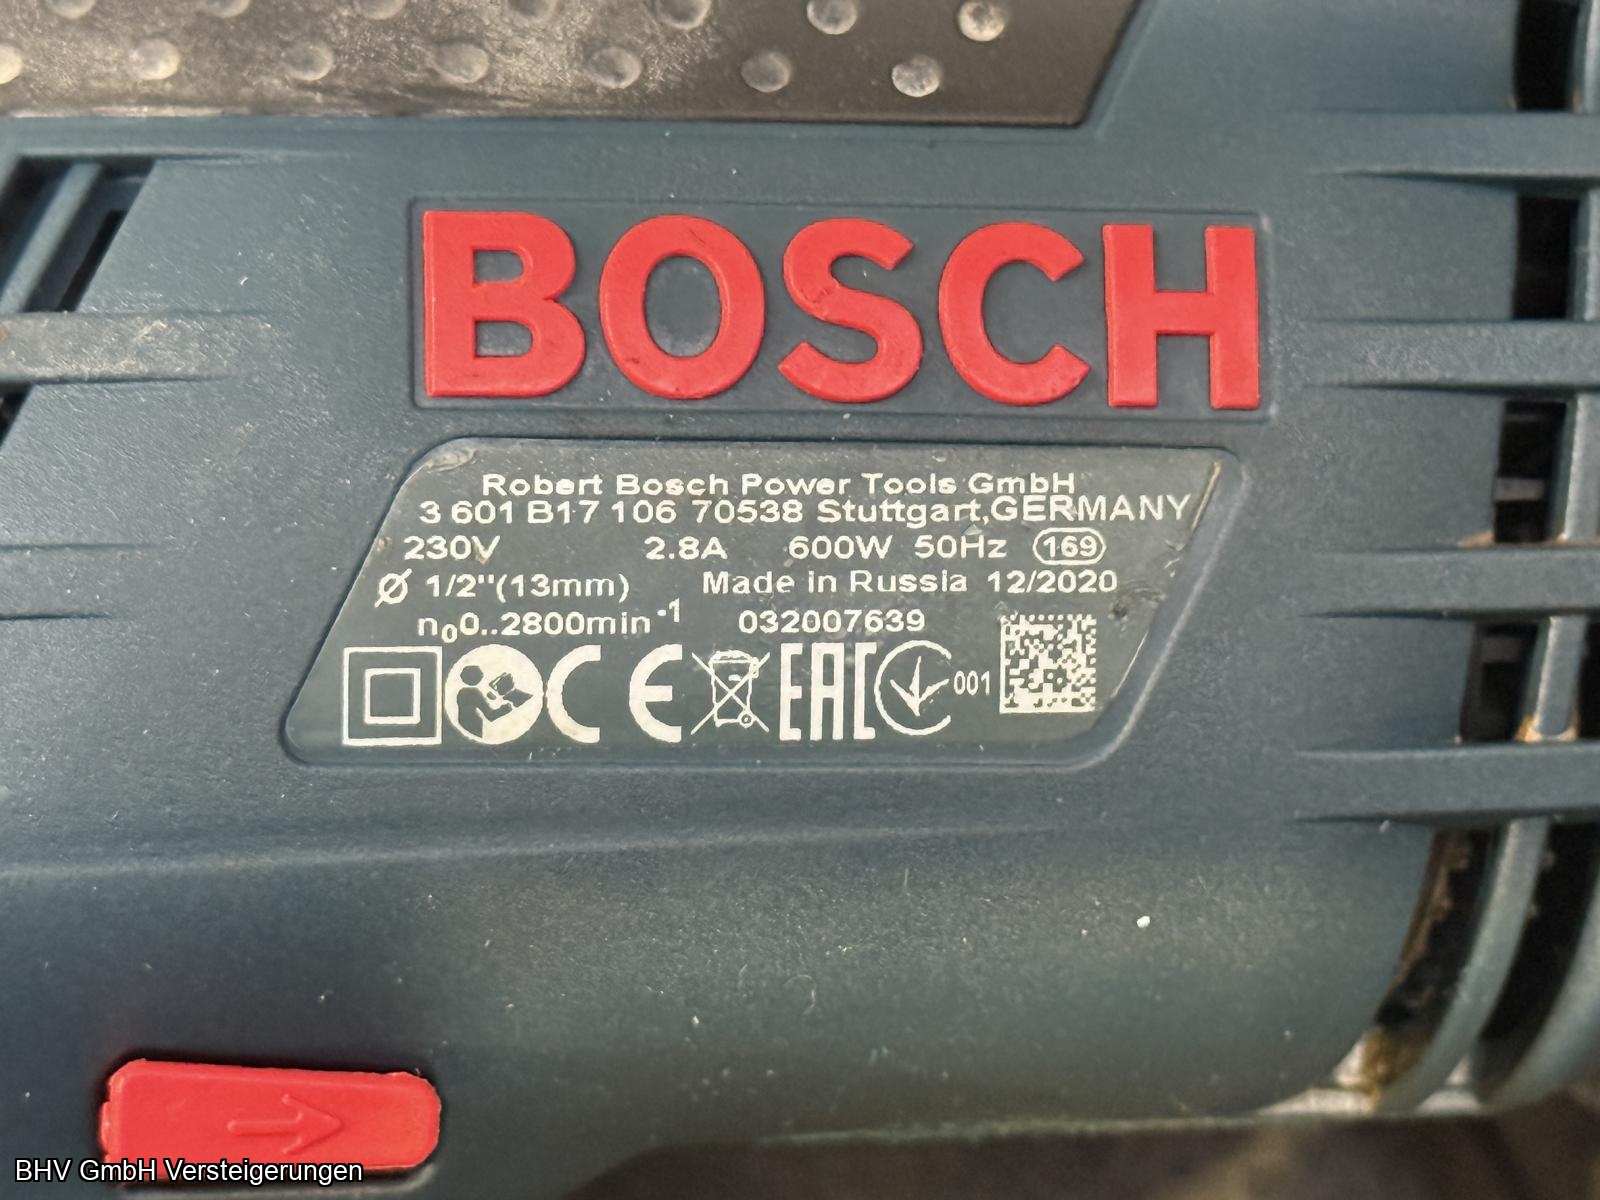 BOSCH
Robert Bosch Power Tools GmbH
3 601 B17 106 70538 Stuttgart,GERMANY
230V 2.8A 600W 50Hz 169
Ø 1/2"(13mm) Made in Russia 12/2020
n₀0..2800min⁻¹ 032007639
CE EAC 001
BHV GmbH Versteigerungen